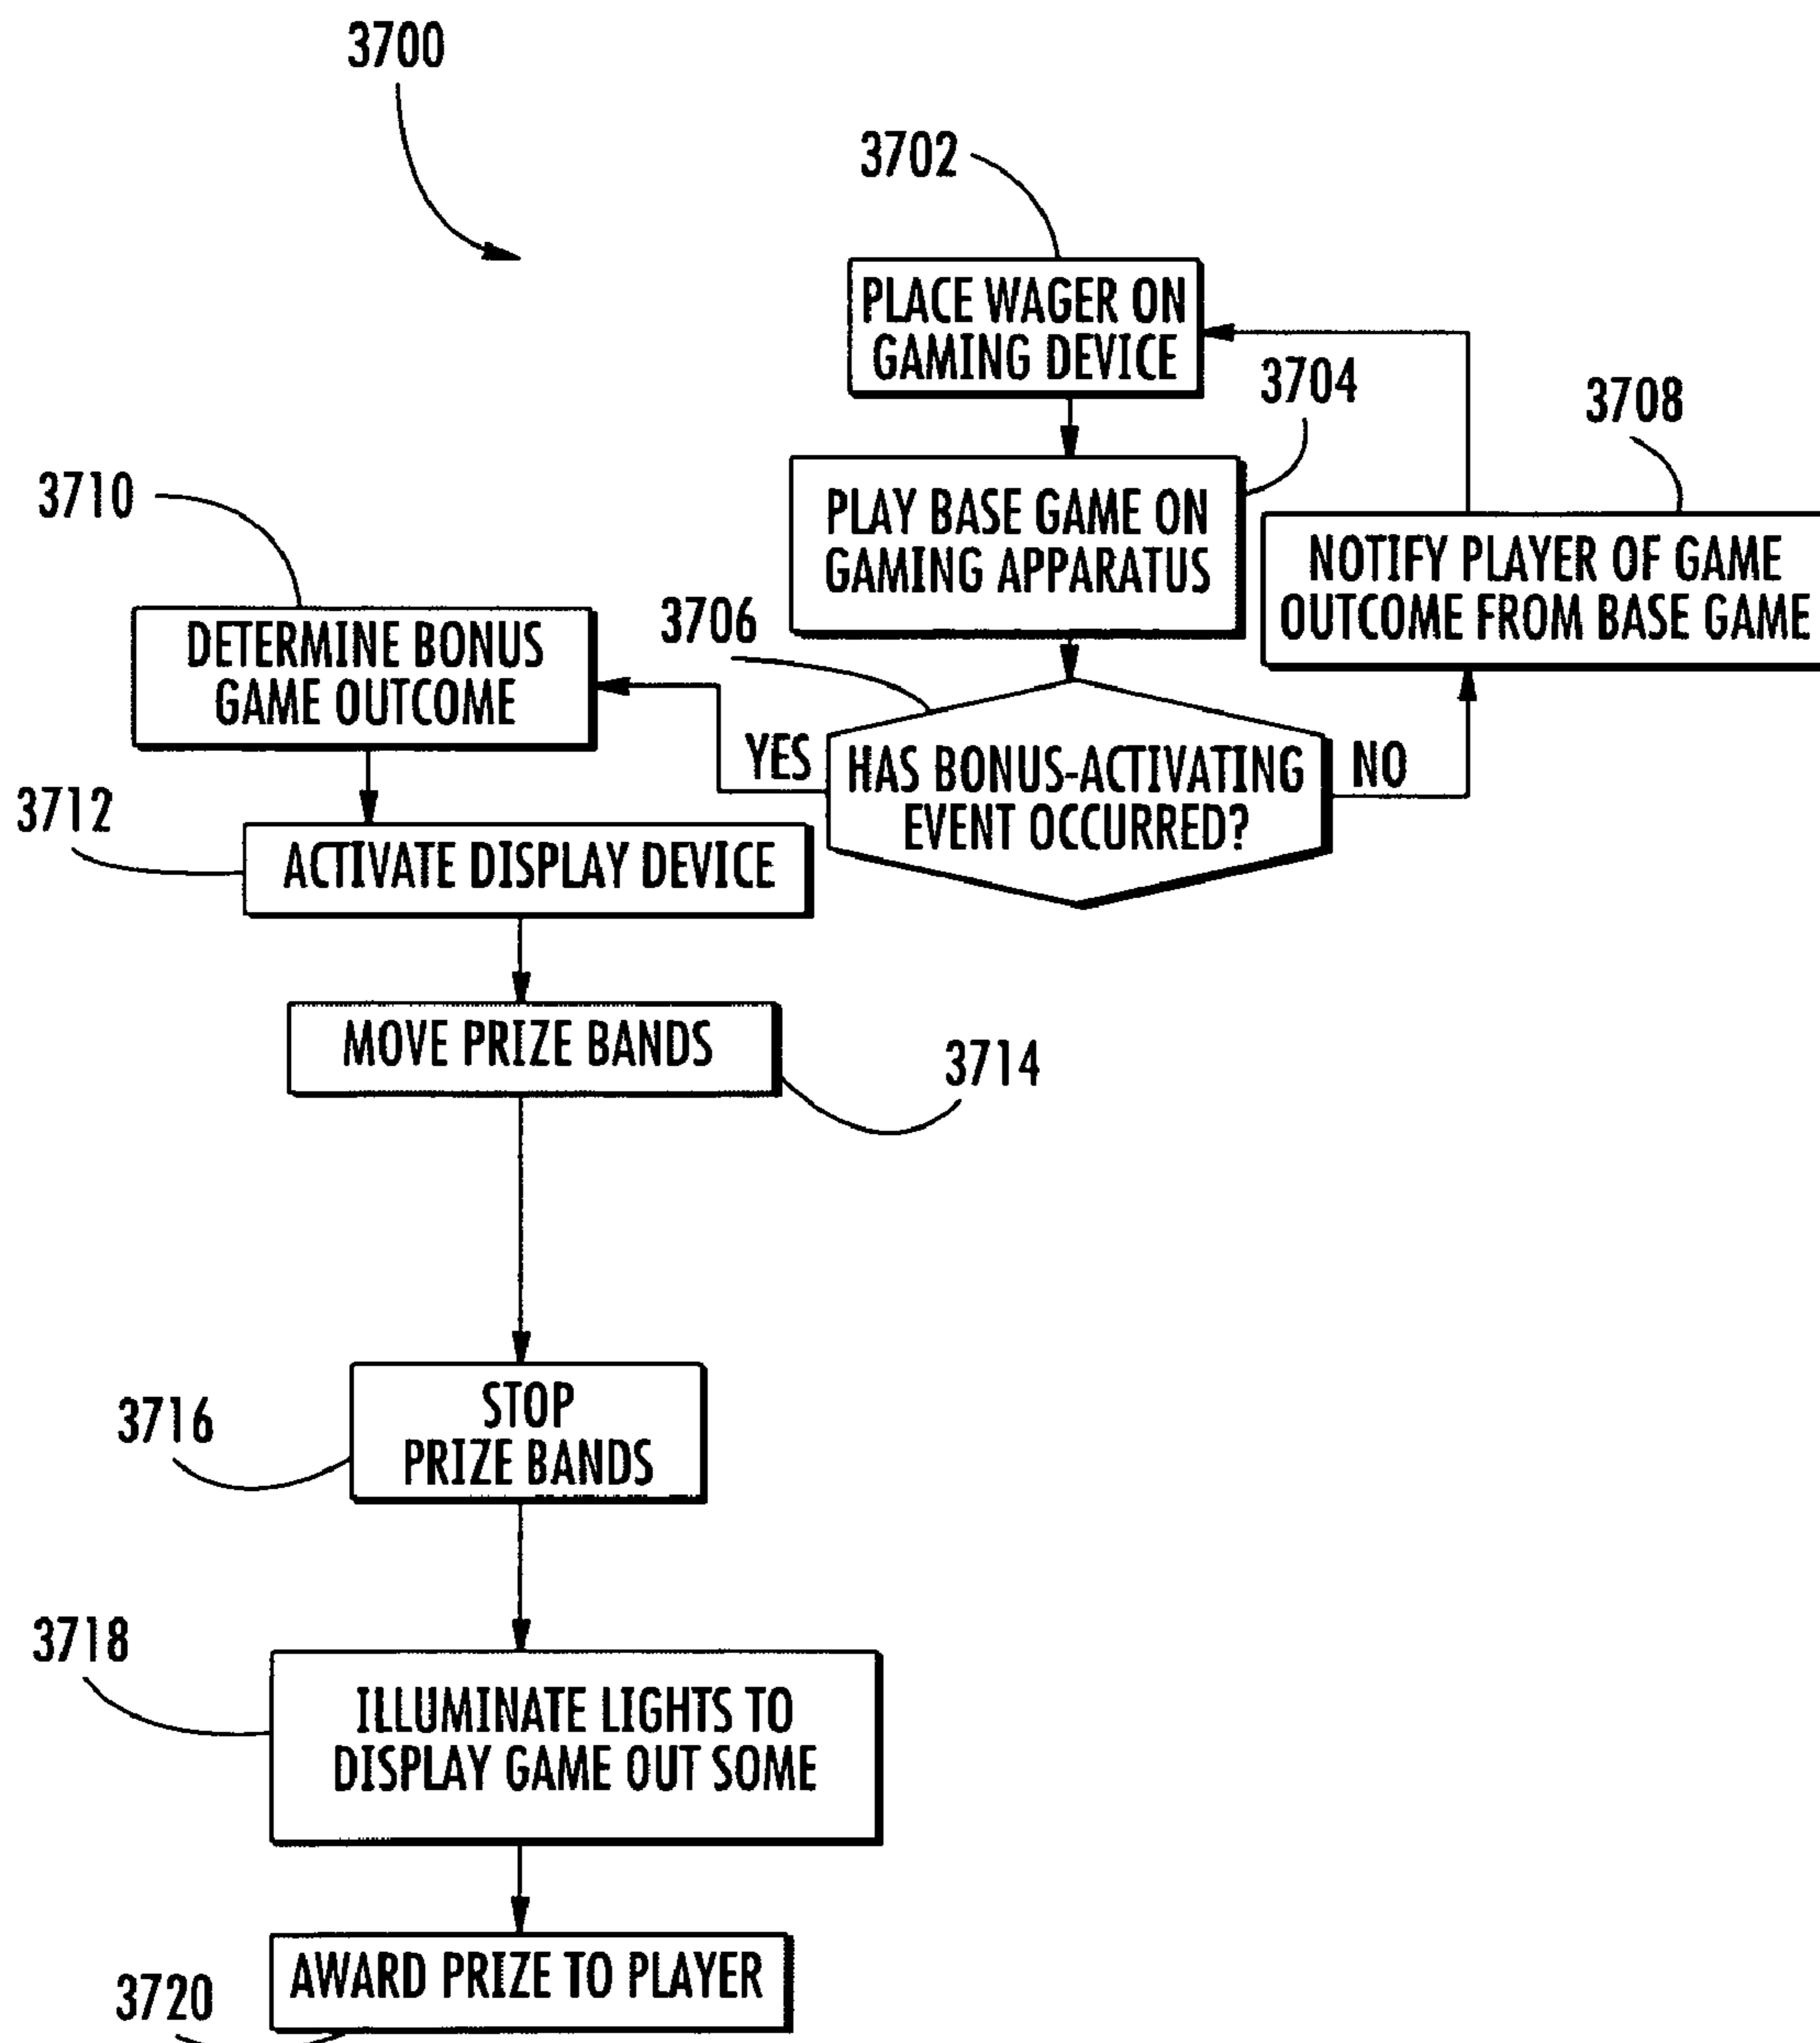 3700
3702
PLACE WAGER ON
GAMING DEVICE
3704
PLAY BASE GAME ON
GAMING APPARATUS
3708
NOTIFY PLAYER OF GAME
OUTCOME FROM BASE GAME
3706
HAS BONUS-ACTIVATING
EVENT OCCURRED?
YES
NO
3710
DETERMINE BONUS
GAME OUTCOME
3712
ACTIVATE DISPLAY DEVICE
MOVE PRIZE BANDS
3714
3716
STOP
PRIZE BANDS
3718
ILLUMINATE LIGHTS TO
DISPLAY GAME OUT SOME
AWARD PRIZE TO PLAYER
3720